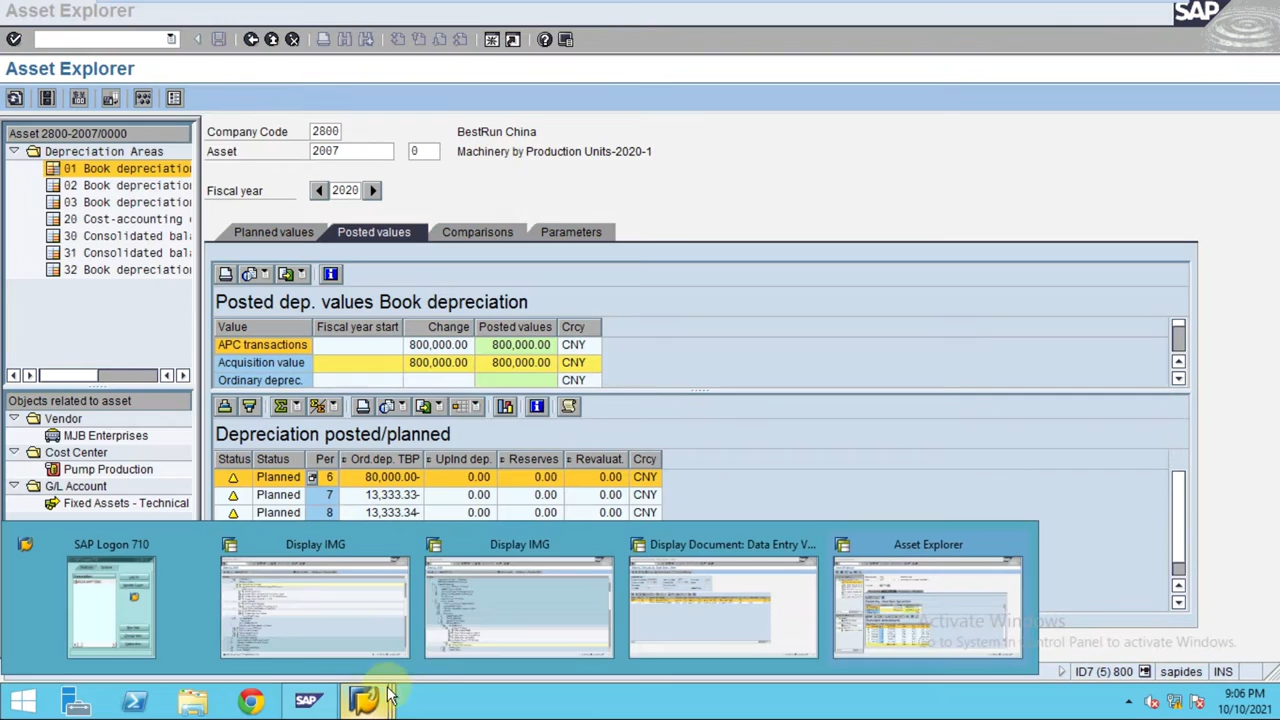 Asset Explorer
SAP
Asset Explorer
Asset 2800-2007/0000
Depreciation Areas
01 Book depreciatio
02 Book depreciatio
03 Book depreciatio
20 Cost-accounting
30 Consolidated bal
31 Consolidated bal
32 Book depreciatio
Company Code 2800 BestRun China
Asset 2007 0 Machinery by Production Units-2020-1
Fiscal year 2020
Planned values Posted values Comparisons Parameters
Posted dep. values Book depreciation
Value Fiscal year start Change Posted values Crcy
APC transactions 800,000.00 800,000.00 CNY
Acquisition value 800,000.00 800,000.00 CNY
Ordinary deprec. CNY
Objects related to asset
Vendor
MJB Enterprises
Cost Center
Pump Production
G/L Account
Fixed Assets - Technical
Depreciation posted/planned
Status Status Per Ord.dep. TBP UpInd dep. Reserves Revaluat. Crcy
Planned 6 80,000.00- 0.00 0.00 0.00 CNY
Planned 7 13,333.33- 0.00 0.00 0.00 CNY
Planned 8 13,333.34- 0.00 0.00 0.00 CNY
SAP Logon 710 Display IMG Display IMG Display Document: Data Entry V... Asset Explorer
Activate Windows
Go to System in Control Panel to activate Windows.
ID7 (5) 800 sapides INS
SAP
9:06 PM
10/10/2021